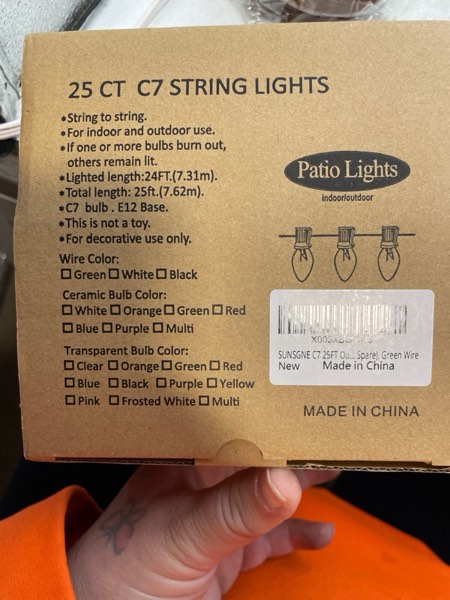 25 CT C7 STRING LIGHTS
•String to string.
•For indoor and outdoor use.
•If one or more bulbs burn out,
others remain lit.
•Lighted length:24FT.(7.31m).
•Total length: 25ft.(7.62m).
•C7 bulb . E12 Base.
•This is not a toy.
•For decorative use only.
Wire Color:
☐ Green ☐ White ☐ Black
Ceramic Bulb Color:
☐ White ☐ Orange ☐ Green ☐ Red
☐ Blue ☐ Purple ☐ Multi
Transparent Bulb Color:
☐ Clear ☐ Orange ☐ Green ☐ Red
☐ Blue ☐ Black ☐ Purple ☐ Yellow
☐ Pink ☐ Frosted White ☐ Multi
Patio Lights
indoor/outdoor
SUNSGNE C7 25FT Ou... Spare), Green Wire
New Made in China
MADE IN CHINA